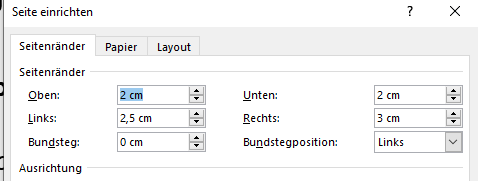 Seite einrichten ? ×
Seitenränder Papier Layout
Seitenränder
Oben: 2 cm Unten: 2 cm
Links: 2,5 cm Rechts: 3 cm
Bundsteg: 0 cm Bundstegposition: Links
Ausrichtung